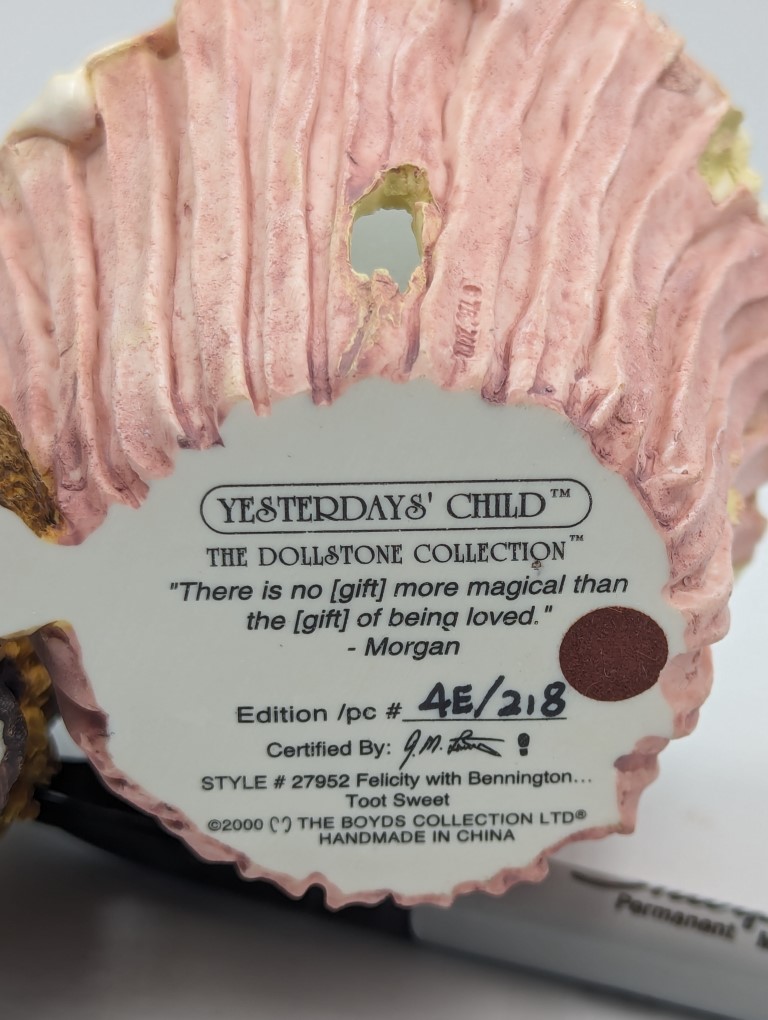 YESTERDAYS' CHILD™
THE DOLLSTONE COLLECTION™
"There is no [gift] more magical than
the [gift] of being loved."
- Morgan
Edition /pc # 4E/218
Certified By:
STYLE # 27952 Felicity with Bennington...
Toot Sweet
©2000 THE BOYDS COLLECTION LTD®
HANDMADE IN CHINA
Permanent